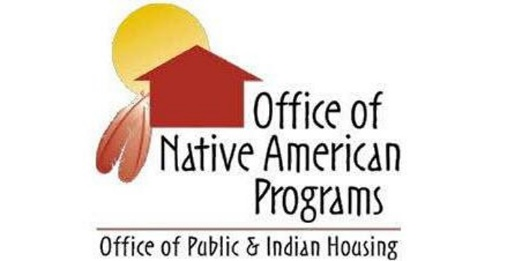 Office of
Native American
Programs
Office of Public & Indian Housing